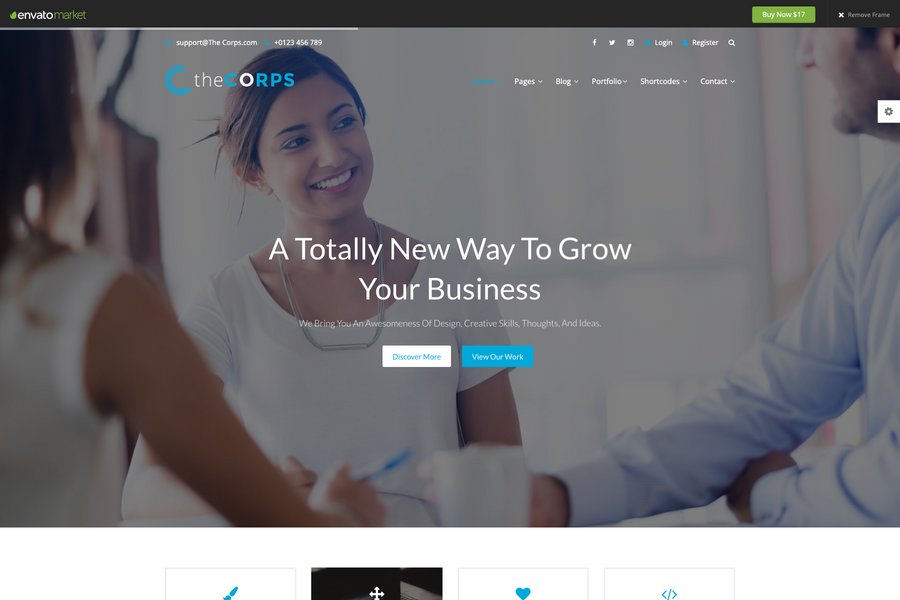 envatomarket
Buy Now $17
Remove Frame
support@The Corps.com
+0123 456 789
Login
Register
theCORPS
Home
Pages
Blog
Portfolio
Shortcodes
Contact
A Totally New Way To Grow
Your Business
We Bring You An Awesomeness Of Design, Creative Skills, Thoughts, And Ideas.
Discover More
View Our Work